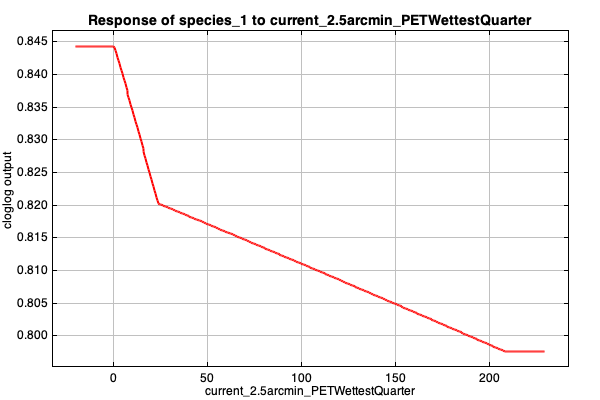 Response of species_1 to current_2.5arcmin_PETWettestQuarter
cloglog output
0.845
0.840
0.835
0.830
0.825
0.820
0.815
0.810
0.805
0.800
0 50 100 150 200
current_2.5arcmin_PETWettestQuarter